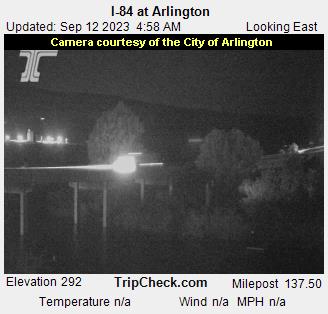 I-84 at Arlington
Updated: Sep 12 2023 4:58 AM Looking East
Camera courtesy of the City of Arlington
Elevation 292 TripCheck.com Milepost 137.50
Temperature n/a Wind n/a MPH n/a